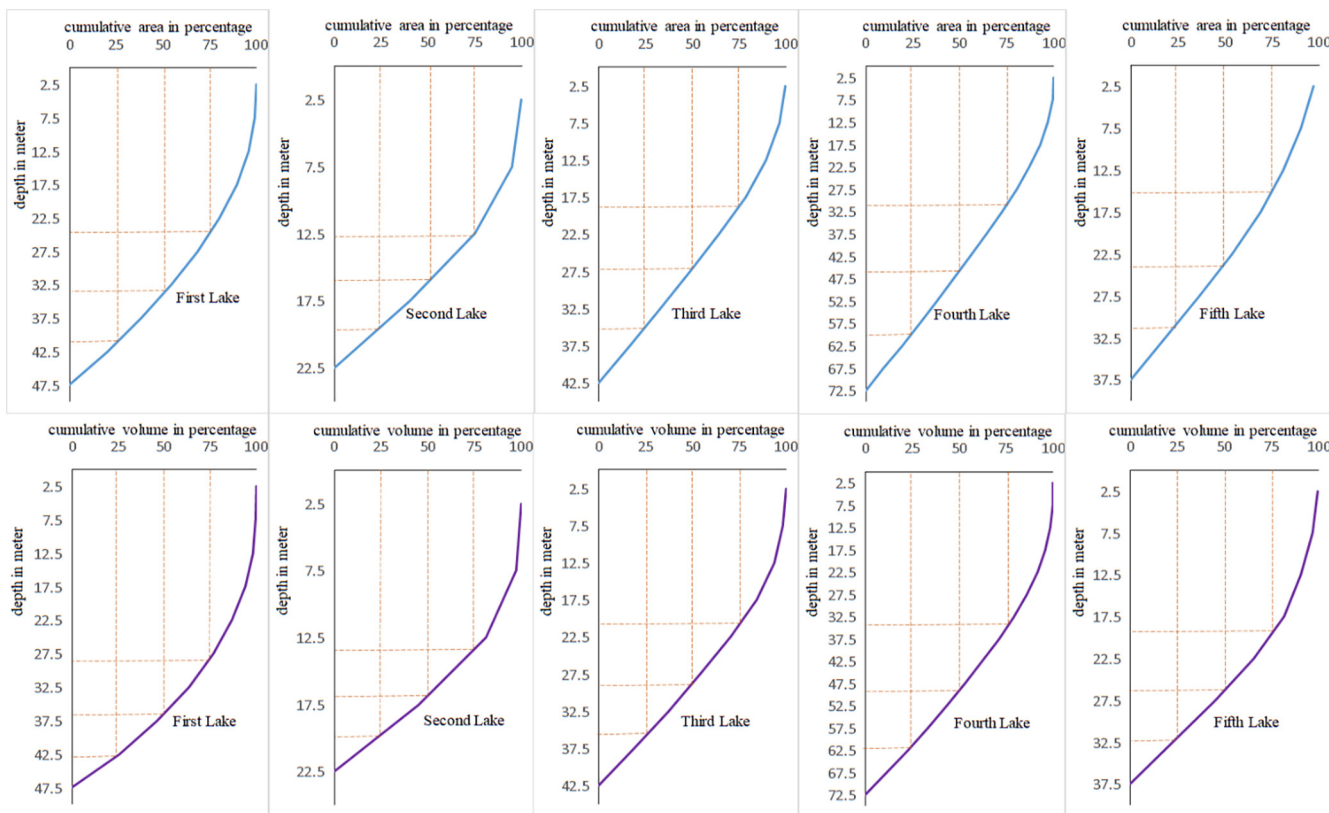 cumulative area in percentage
0 25 50 75 100
depth in meter
2.5
7.5
12.5
17.5
22.5
27.5
32.5
37.5
42.5
47.5
First Lake
cumulative area in percentage
0 25 50 75 100
depth in meter
2.5
7.5
12.5
17.5
22.5
Second Lake
cumulative area in percentage
0 25 50 75 100
depth in meter
2.5
7.5
12.5
17.5
22.5
27.5
32.5
37.5
42.5
Third Lake
cumulative area in percentage
0 25 50 75 100
depth in meter
2.5
7.5
12.5
17.5
22.5
27.5
32.5
37.5
42.5
47.5
52.5
57.5
62.5
67.5
72.5
Fourth Lake
cumulative area in percentage
0 25 50 75 100
depth in meter
2.5
7.5
12.5
17.5
22.5
27.5
32.5
37.5
Fifth Lake
cumulative volume in percentage
0 25 50 75 100
depth in meter
2.5
7.5
12.5
17.5
22.5
27.5
32.5
37.5
42.5
47.5
First Lake
cumulative volume in percentage
0 25 50 75 100
depth in meter
2.5
7.5
12.5
17.5
22.5
Second Lake
cumulative volume in percentage
0 25 50 75 100
depth in meter
2.5
7.5
12.5
17.5
22.5
27.5
32.5
37.5
42.5
Third Lake
cumulative volume in percentage
0 25 50 75 100
depth in meter
2.5
7.5
12.5
17.5
22.5
27.5
32.5
37.5
42.5
47.5
52.5
57.5
62.5
67.5
72.5
Fourth Lake
cumulative volume in percentage
0 25 50 75 100
depth in meter
2.5
7.5
12.5
17.5
22.5
27.5
32.5
37.5
Fifth Lake